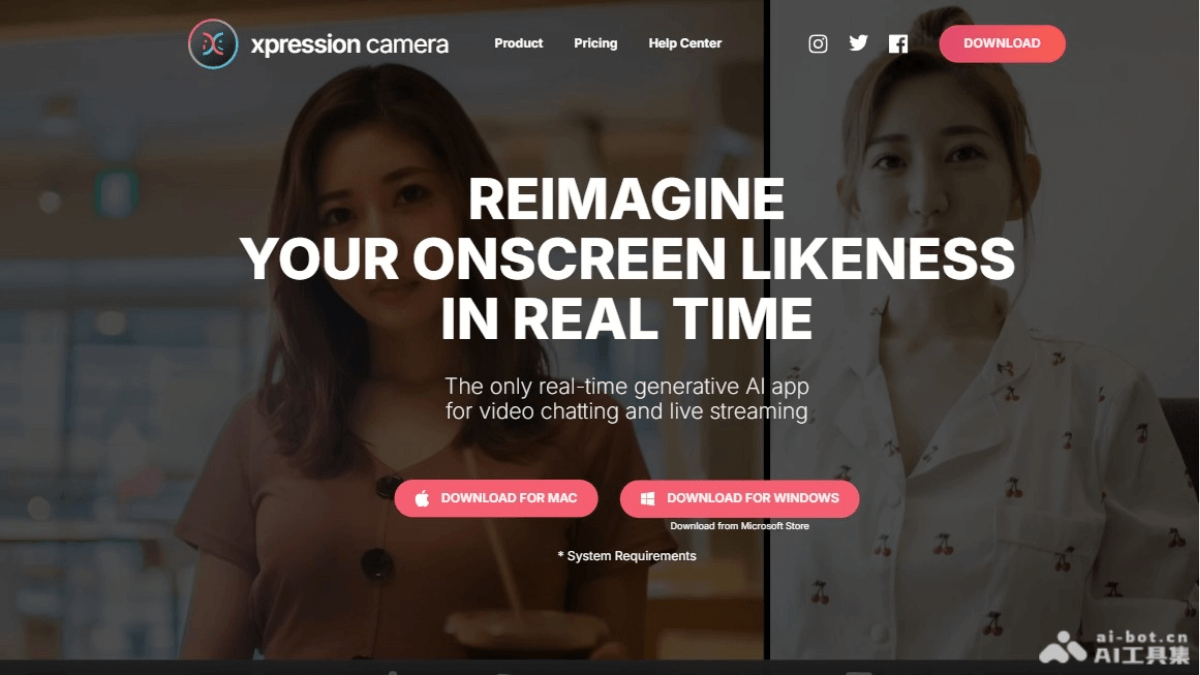 xpression camera
Product
Pricing
Help Center
DOWNLOAD
REIMAGINE
YOUR ONSCREEN LIKENESS
IN REAL TIME
The only real-time generative AI app
for video chatting and live streaming
DOWNLOAD FOR MAC
DOWNLOAD FOR WINDOWS
Download from Microsoft Store
* System Requirements
ai-bot.cn
AI工具集